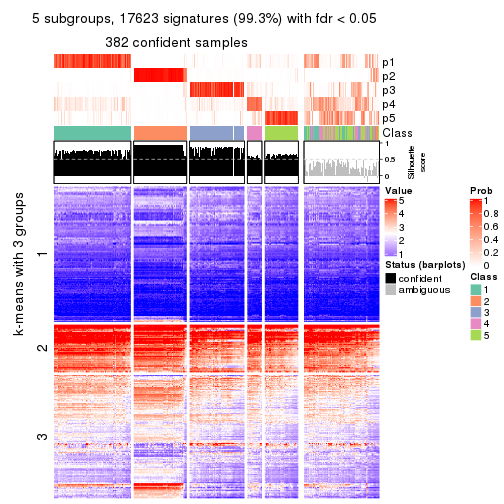 5 subgroups, 17623 signatures (99.3%) with fdr < 0.05
382 confident samples
p1
p2
p3
p4
p5
Class
1
0.5
0
Silhouette
score
k-means with 3 groups
1
2
3
Value
5
4
3
2
1
Status (barplots)
confident
ambiguous
Prob
1
0.8
0.6
0.4
0.2
0
Class
1
2
3
4
5